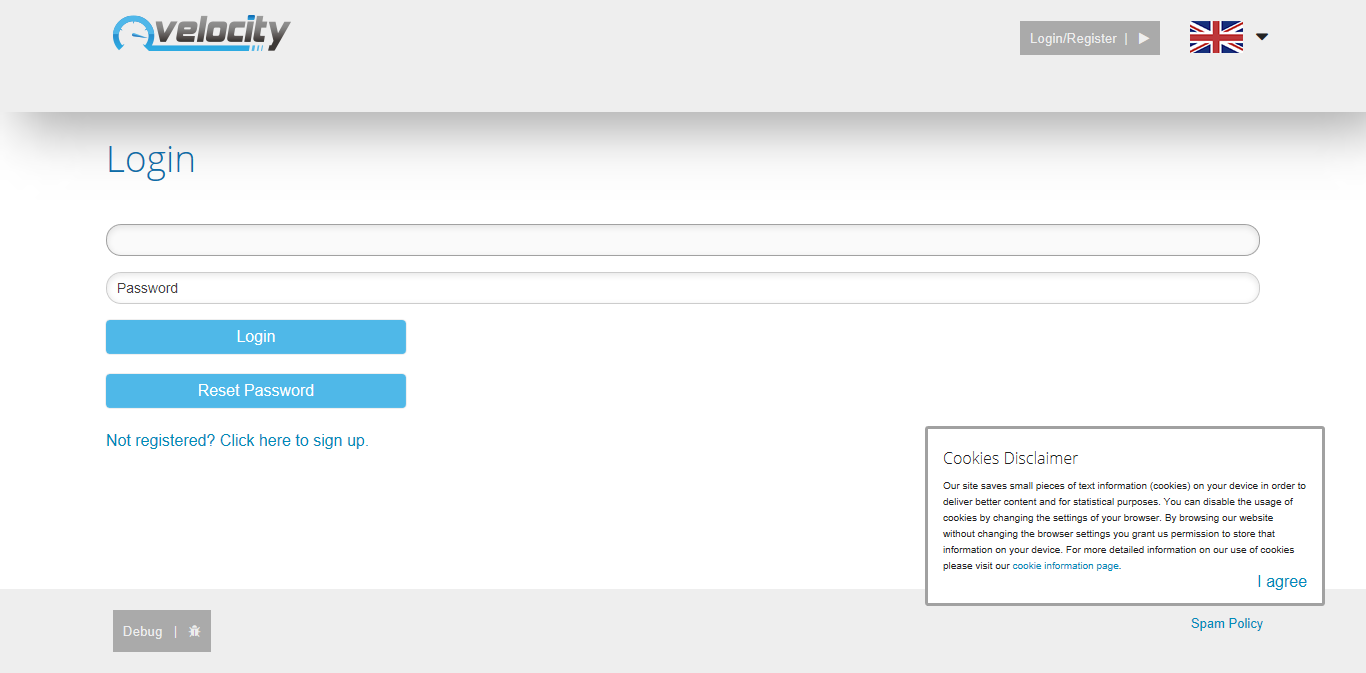 velocity
Login/Register |
Login
Password
Login
Reset Password
Not registered? Click here to sign up.
Cookies Disclaimer
Our site saves small pieces of text information (cookies) on your device in order to
deliver better content and for statistical purposes. You can disable the usage of
cookies by changing the settings of your browser. By browsing our website
without changing the browser settings you grant us permission to store that
information on your device. For more detailed information on our use of cookies
please visit our cookie information page.
I agree
Debug |
Spam Policy